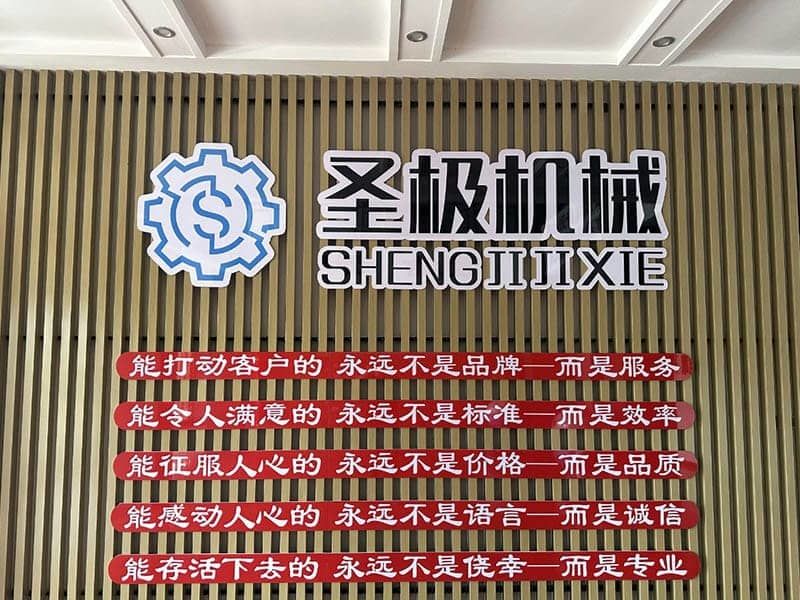 S
圣极机械
SHENGJIJIXIE
能打动客户的 永远不是品牌—而是服务
能令人满意的 永远不是标准—而是效率
能征服人心的 永远不是价格—而是品质
能感动人心的 永远不是语言—而是诚信
能存活下去的 永远不是侥幸—而是专业